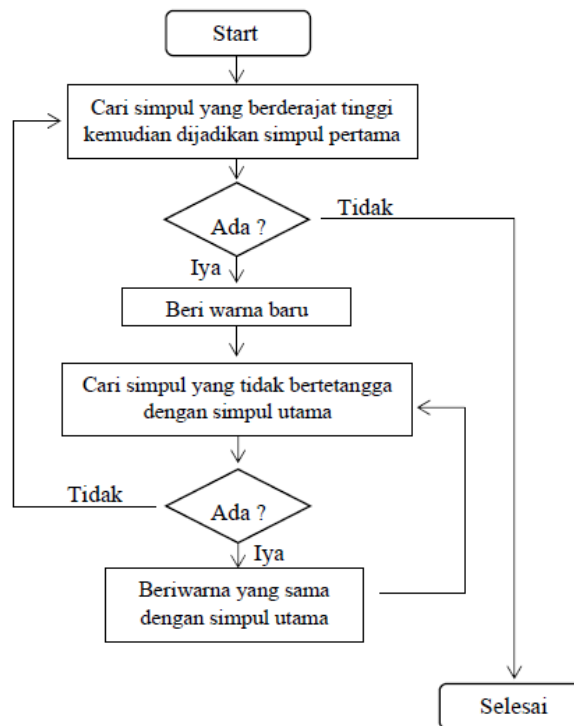 Start
Cari simpul yang berderajat tinggi
kemudian dijadikan simpul pertama
Ada ?
Tidak
Iya
Beri warna baru
Cari simpul yang tidak bertetangga
dengan simpul utama
Tidak
Ada ?
Iya
Beriwarna yang sama
dengan simpul utama
Selesai